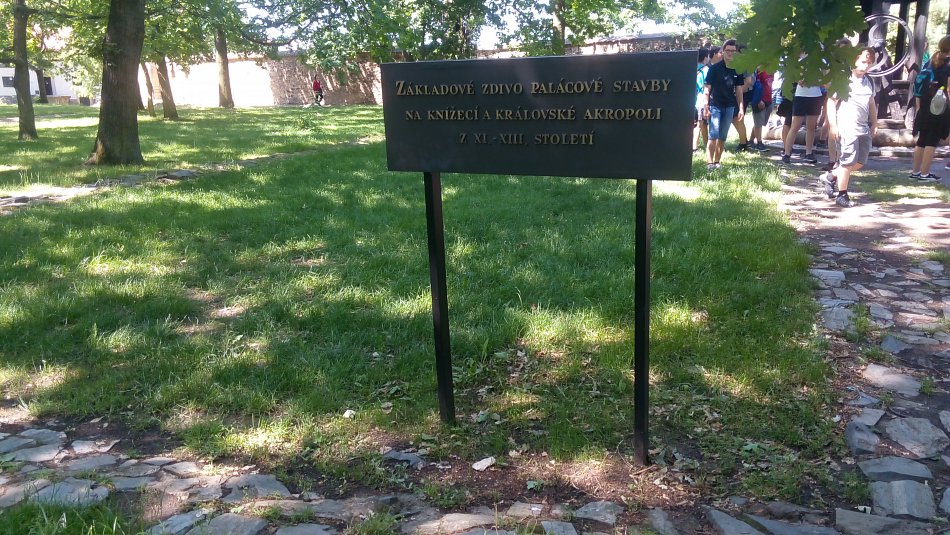 ZÁKLADOVÉ ZDIVO PALÁCOVÉ STAVBY
NA KNÍŽECÍ A KRÁLOVSKÉ AKROPOLI
Z XI.-XIII. STOLETÍ